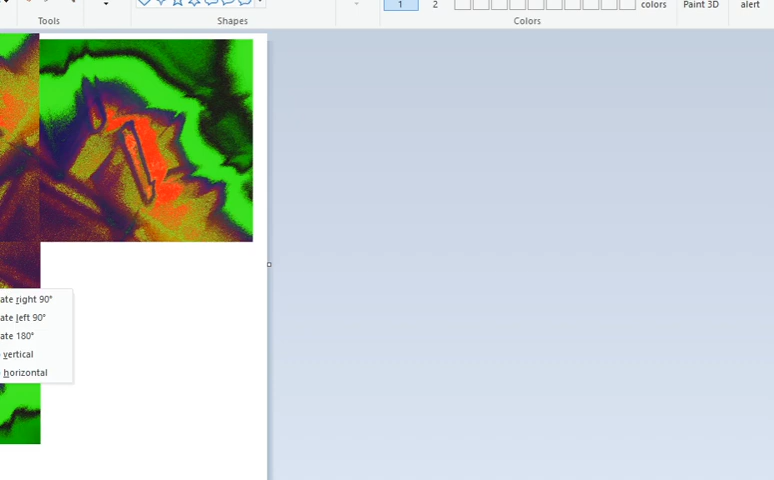 1 2 colors Paint 3D alert
Tools Shapes Colors
ate right 90°
ate left 90°
ate 180°
vertical
horizontal